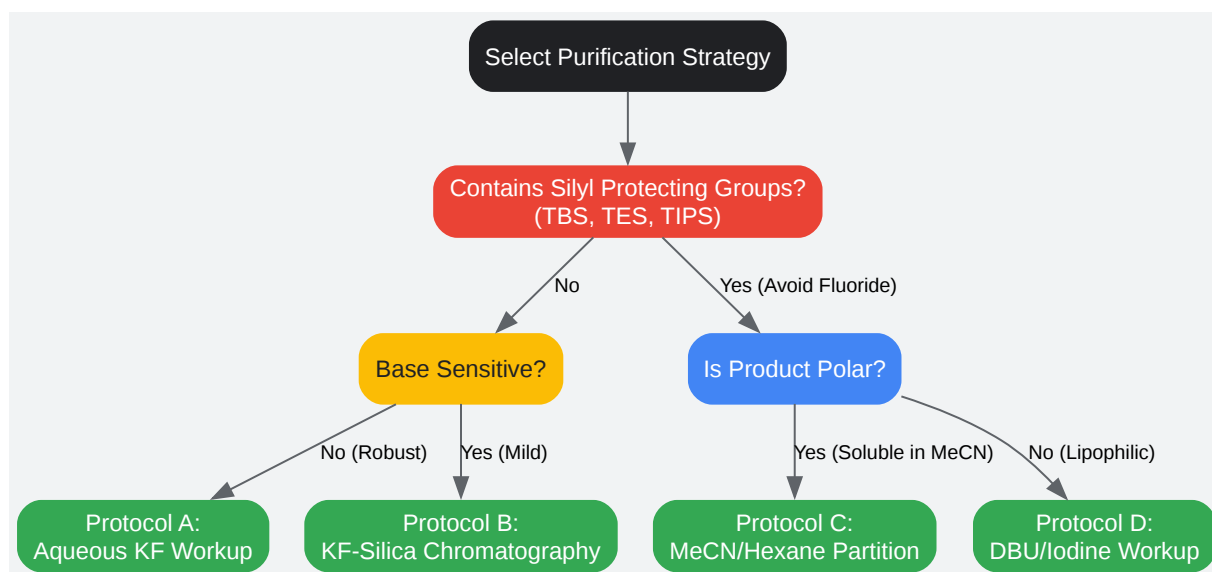 Select Purification Strategy
Contains Silyl Protecting Groups?
(TBS, TES, TIPS)
No
Yes (Avoid Fluoride)
Base Sensitive?
Is Product Polar?
No (Robust)
Yes (Mild)
Yes (Soluble in MeCN)
No (Lipophilic)
Protocol A:
Aqueous KF Workup
Protocol B:
KF-Silica Chromatography
Protocol C:
MeCN/Hexane Partition
Protocol D:
DBU/Iodine Workup